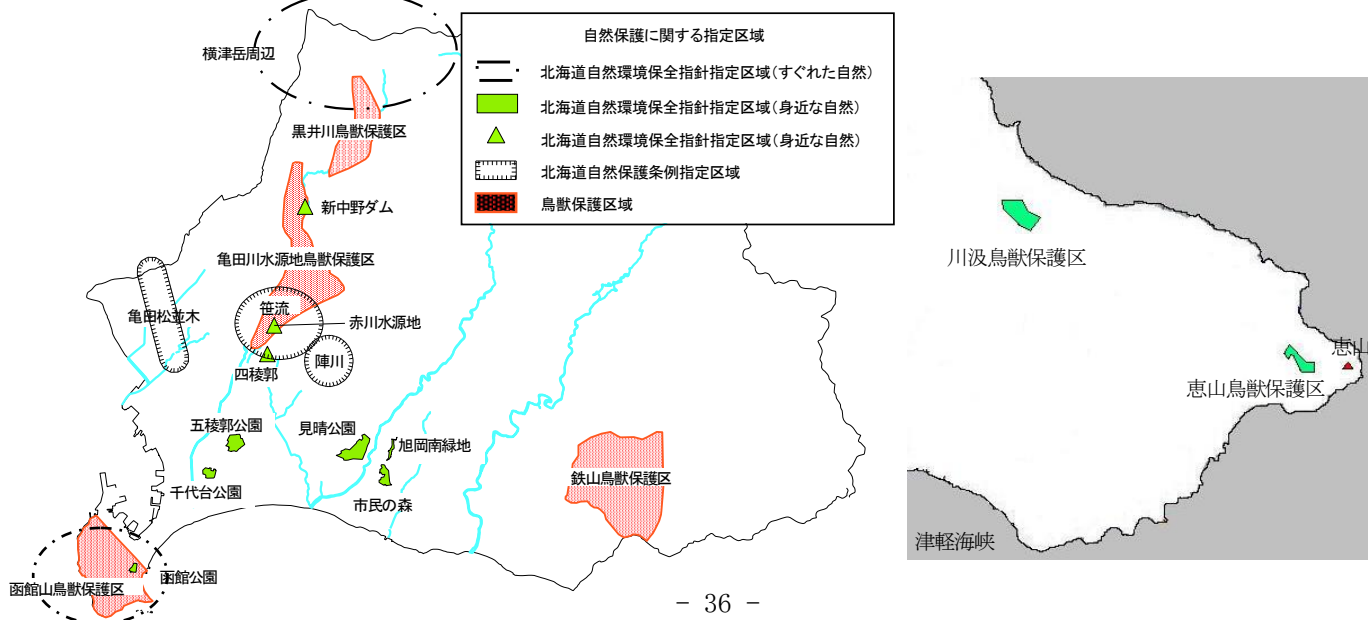 自然保護に関する指定区域
北海道自然環境保全指針指定区域(すぐれた自然)
北海道自然環境保全指針指定区域(身近な自然)
北海道自然環境保全指針指定区域(身近な自然)
北海道自然保護条例指定区域
鳥獣保護区域
横津岳周辺
黒井川鳥獣保護区
新中野ダム
亀田川水源地鳥獣保護区
亀田松並木
笹流
赤川水源地
陣川
四稜郭
五稜郭公園
見晴公園
旭岡南緑地
千代台公園
市民の森
鉄山鳥獣保護区
函館山鳥獣保護区
函館公園
川汲鳥獣保護区
恵山
恵山鳥獣保護区
津軽海峡
- 36 -